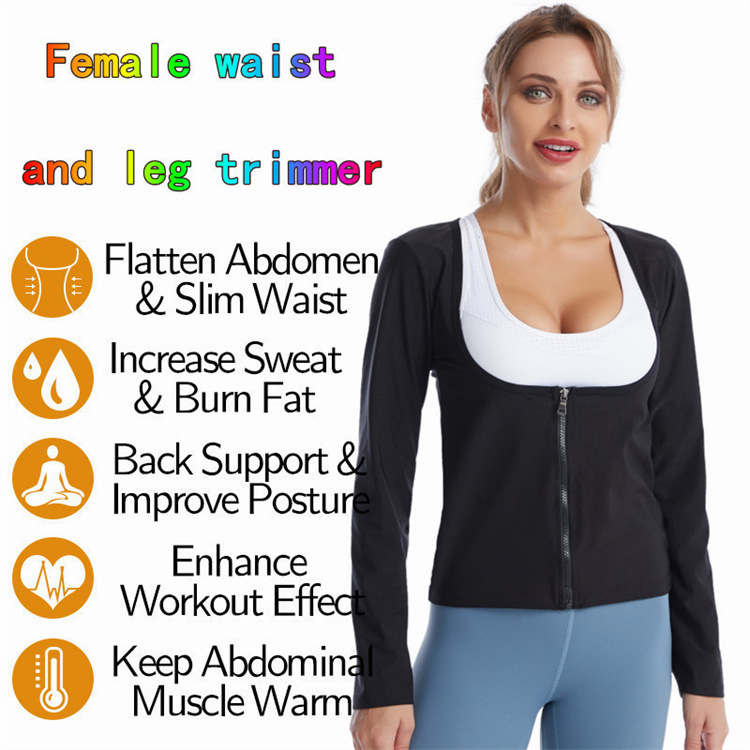 Female waist
and leg trimmer
Flatten Abdomen
& Slim Waist
Increase Sweat
& Burn Fat
Back Support &
Improve Posture
Enhance
Workout Effect
Keep Abdominal
Muscle Warm